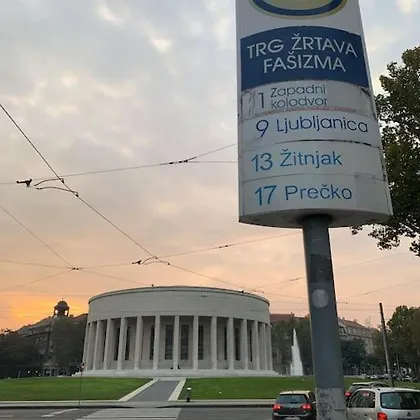 TRG ŽRTAVA
FAŠIZMA
1 Zapadni
kolodvor
9 Ljubljanica
13 Žitnjak
17 Prečko